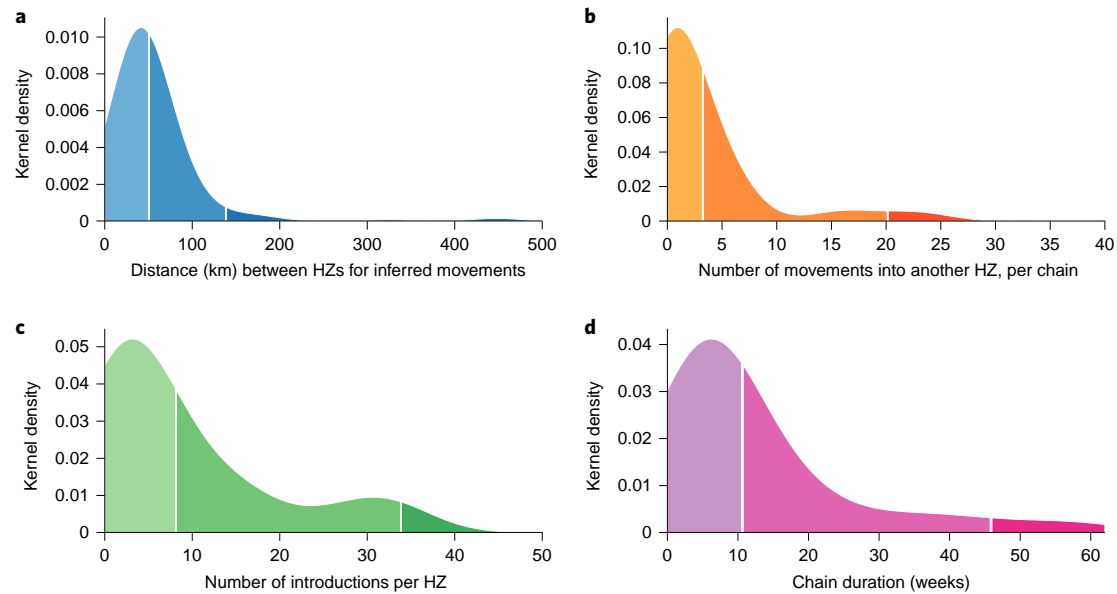 a
0.010
0.008
0.006
0.004
0.002
0
Kernel density
0 100 200 300 400 500
Distance (km) between HZs for inferred movements
b
0.10
0.08
0.06
0.04
0.02
0
Kernel density
0 5 10 15 20 25 30 35 40
Number of movements into another HZ, per chain
c
0.05
0.04
0.03
0.02
0.01
0
Kernel density
0 10 20 30 40 50
Number of introductions per HZ
d
0.04
0.03
0.02
0.01
0
Kernel density
0 10 20 30 40 50 60
Chain duration (weeks)